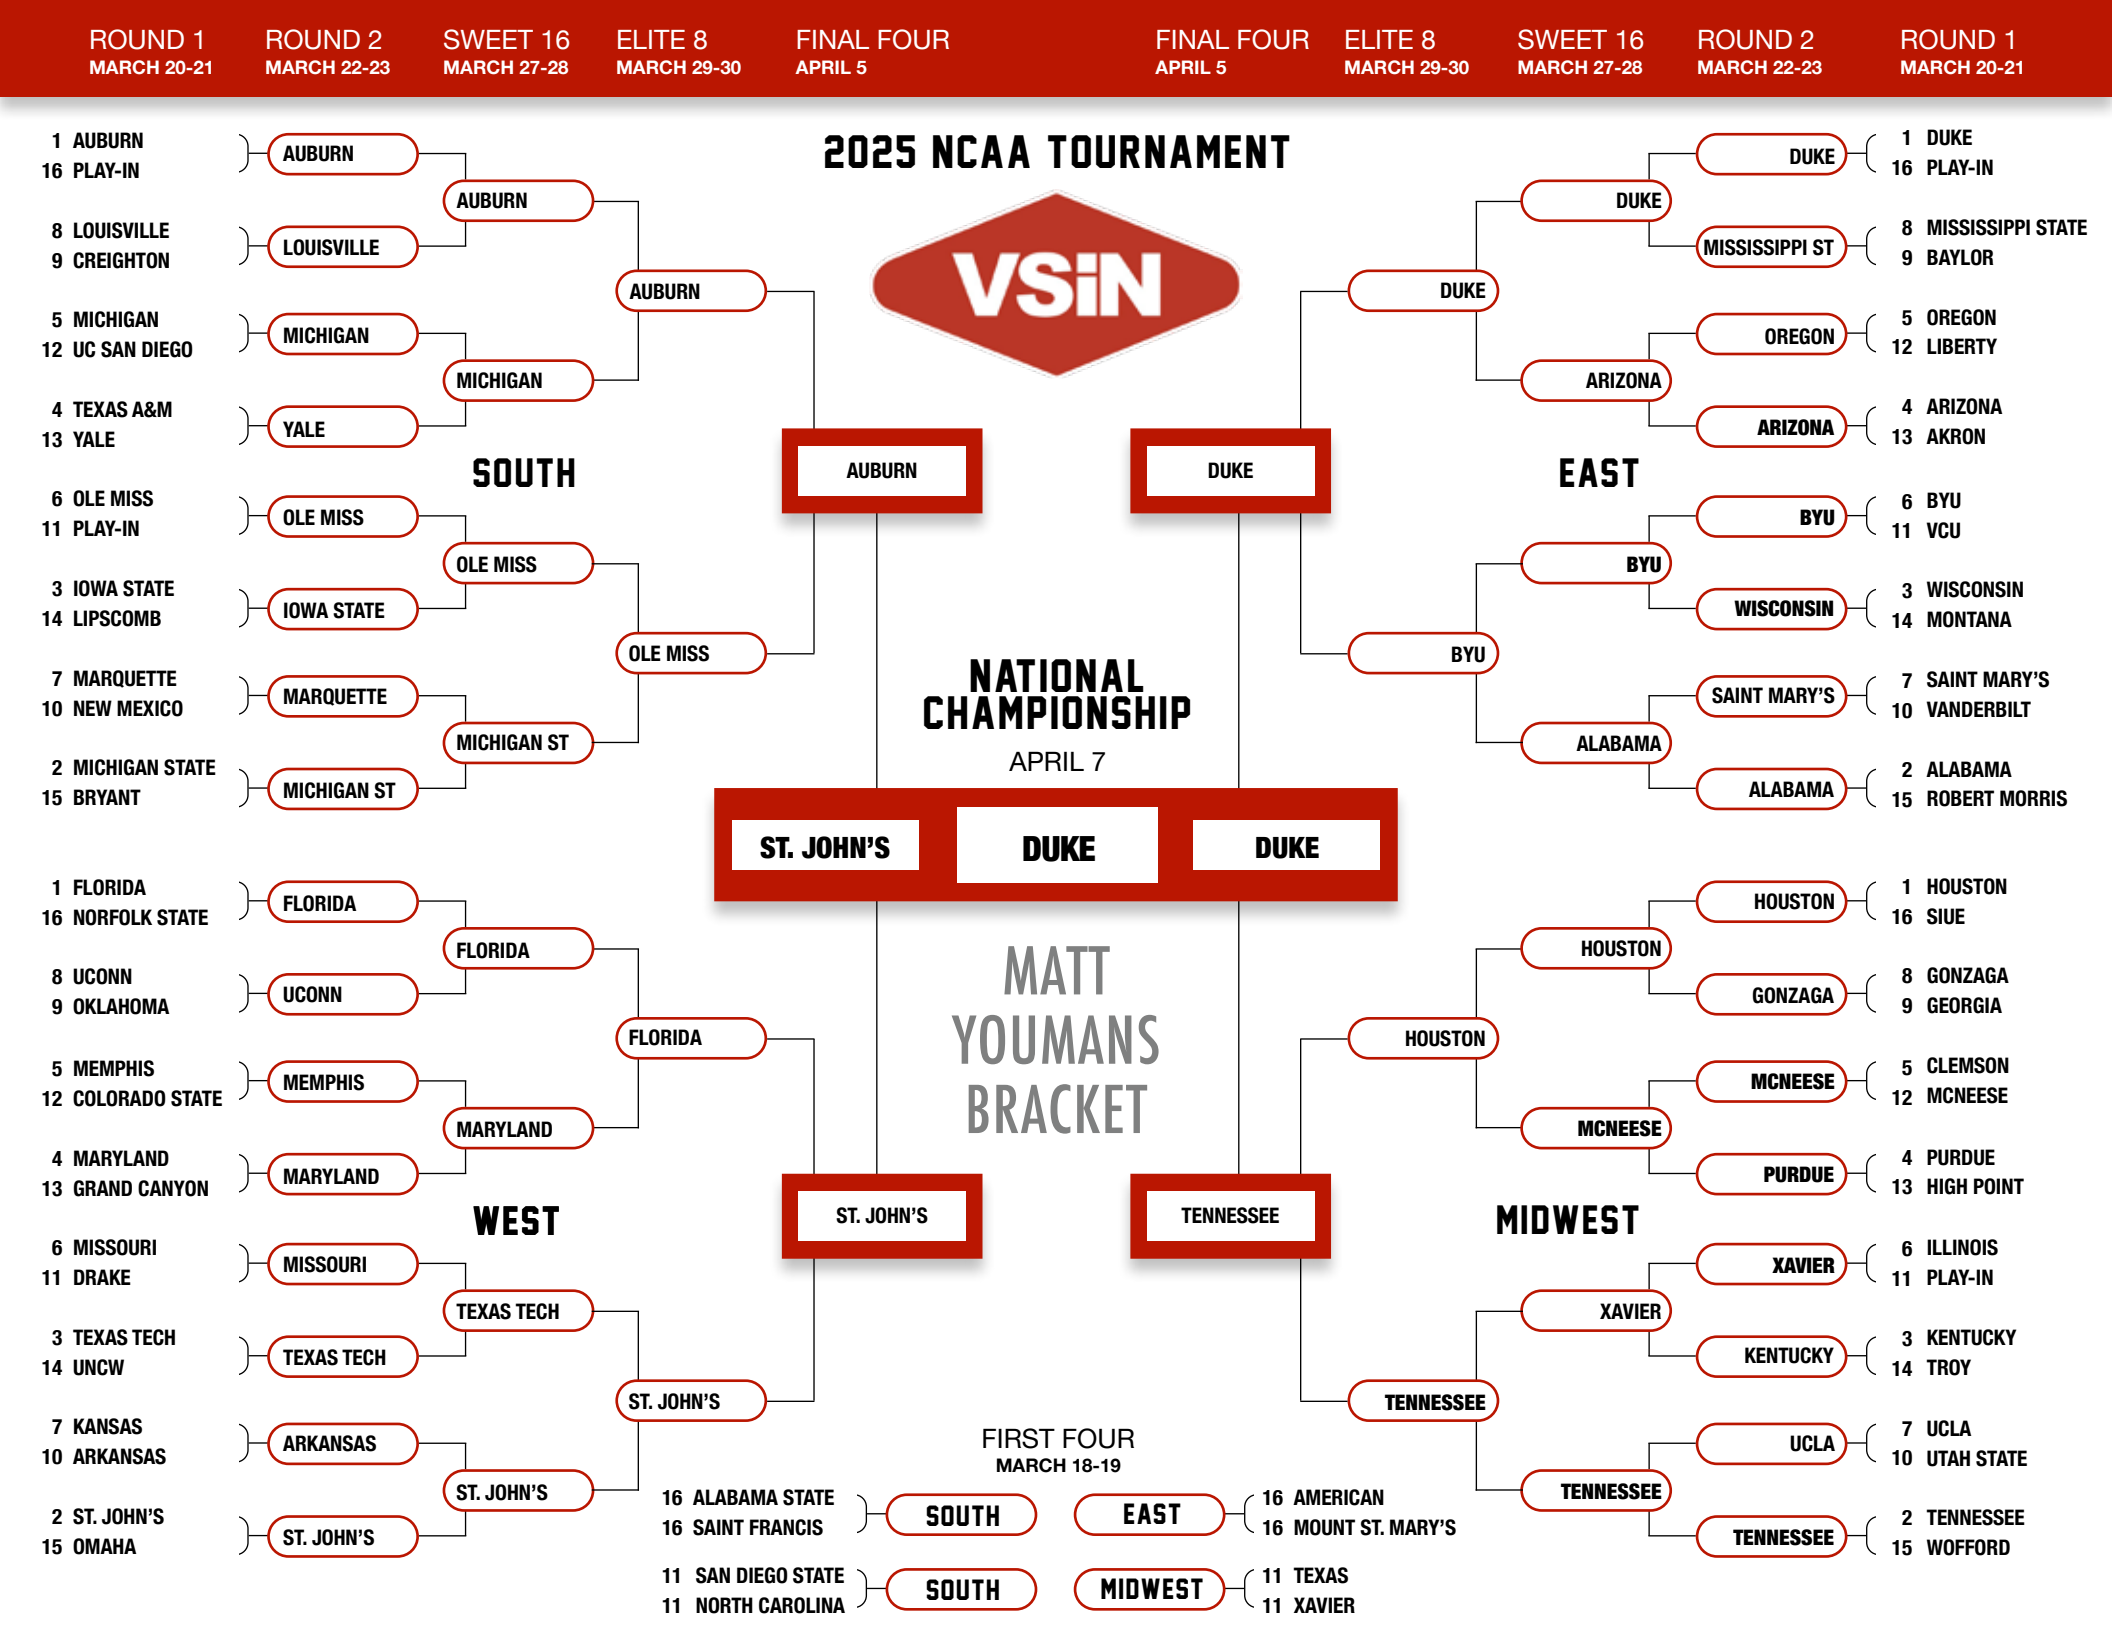 ROUND 1
MARCH 20-21
ROUND 2
MARCH 22-23
SWEET 16
MARCH 27-28
ELITE 8
MARCH 29-30
FINAL FOUR
APRIL 5
FINAL FOUR
APRIL 5
ELITE 8
MARCH 29-30
SWEET 16
MARCH 27-28
ROUND 2
MARCH 22-23
ROUND 1
MARCH 20-21
2025 NCAA TOURNAMENT
VSiN
1 AUBURN
16 PLAY-IN
8 LOUISVILLE
9 CREIGHTON
5 MICHIGAN
12 UC SAN DIEGO
4 TEXAS A&M
13 YALE
6 OLE MISS
11 PLAY-IN
3 IOWA STATE
14 LIPSCOMB
7 MARQUETTE
10 NEW MEXICO
2 MICHIGAN STATE
15 BRYANT
AUBURN
LOUISVILLE
MICHIGAN
YALE
OLE MISS
IOWA STATE
MARQUETTE
MICHIGAN ST
AUBURN
MICHIGAN
OLE MISS
MICHIGAN ST
SOUTH
AUBURN
OLE MISS
AUBURN
1 FLORIDA
16 NORFOLK STATE
8 UCONN
9 OKLAHOMA
5 MEMPHIS
12 COLORADO STATE
4 MARYLAND
13 GRAND CANYON
6 MISSOURI
11 DRAKE
3 TEXAS TECH
14 UNCW
7 KANSAS
10 ARKANSAS
2 ST. JOHN'S
15 OMAHA
FLORIDA
UCONN
MEMPHIS
MARYLAND
MISSOURI
TEXAS TECH
ARKANSAS
ST. JOHN'S
FLORIDA
MARYLAND
TEXAS TECH
ST. JOHN'S
WEST
FLORIDA
ST. JOHN'S
ST. JOHN'S
NATIONAL
CHAMPIONSHIP
APRIL 7
ST. JOHN'S
DUKE
DUKE
MATT
YOUMANS
BRACKET
DUKE
DUKE
BYU
EAST
DUKE
ARIZONA
BYU
ALABAMA
DUKE
MISSISSIPPI ST
OREGON
ARIZONA
BYU
WISCONSIN
SAINT MARY'S
ALABAMA
1 DUKE
16 PLAY-IN
8 MISSISSIPPI STATE
9 BAYLOR
5 OREGON
12 LIBERTY
4 ARIZONA
13 AKRON
6 BYU
11 VCU
3 WISCONSIN
14 MONTANA
7 SAINT MARY'S
10 VANDERBILT
2 ALABAMA
15 ROBERT MORRIS
TENNESSEE
HOUSTON
TENNESSEE
MIDWEST
HOUSTON
MCNEESE
XAVIER
TENNESSEE
HOUSTON
GONZAGA
MCNEESE
PURDUE
XAVIER
KENTUCKY
UCLA
TENNESSEE
1 HOUSTON
16 SIUE
8 GONZAGA
9 GEORGIA
5 CLEMSON
12 MCNEESE
4 PURDUE
13 HIGH POINT
6 ILLINOIS
11 PLAY-IN
3 KENTUCKY
14 TROY
7 UCLA
10 UTAH STATE
2 TENNESSEE
15 WOFFORD
FIRST FOUR
MARCH 18-19
16 ALABAMA STATE
16 SAINT FRANCIS
SOUTH
EAST
16 AMERICAN
16 MOUNT ST. MARY'S
11 SAN DIEGO STATE
11 NORTH CAROLINA
SOUTH
MIDWEST
11 TEXAS
11 XAVIER